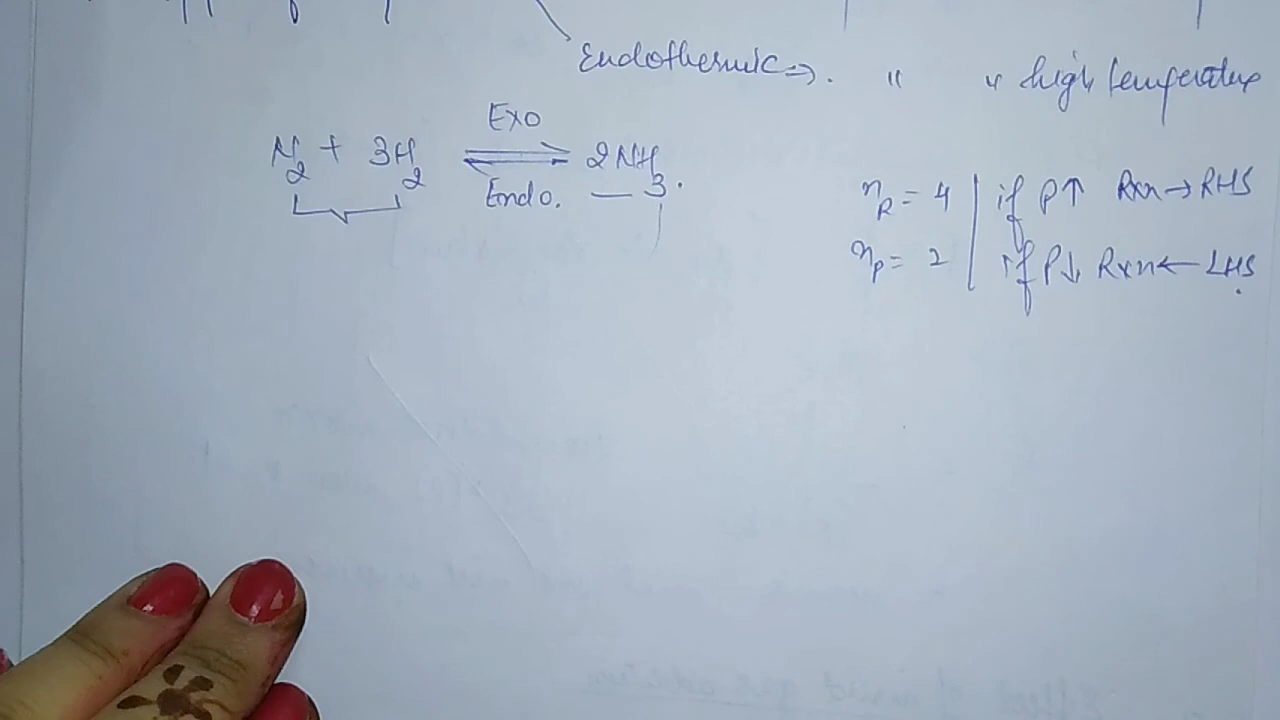 Endothermic ⇒. " " high temperature
Exo
N2 + 3H2 ⇌ 2NH3.
Endo.
nR = 4 | if P↑ Rxn → RHS
nP = 2 | if P↓ Rxn ← LHS